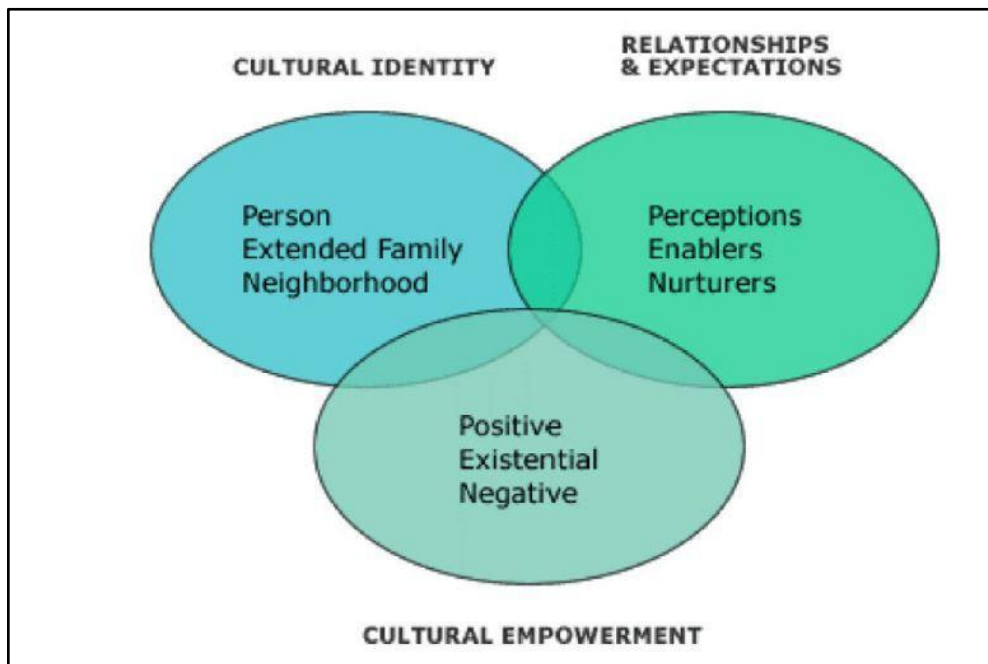 CULTURAL IDENTITY
RELATIONSHIPS
& EXPECTATIONS
Person
Extended Family
Neighborhood
Perceptions
Enablers
Nurturers
Positive
Existential
Negative
CULTURAL EMPOWERMENT